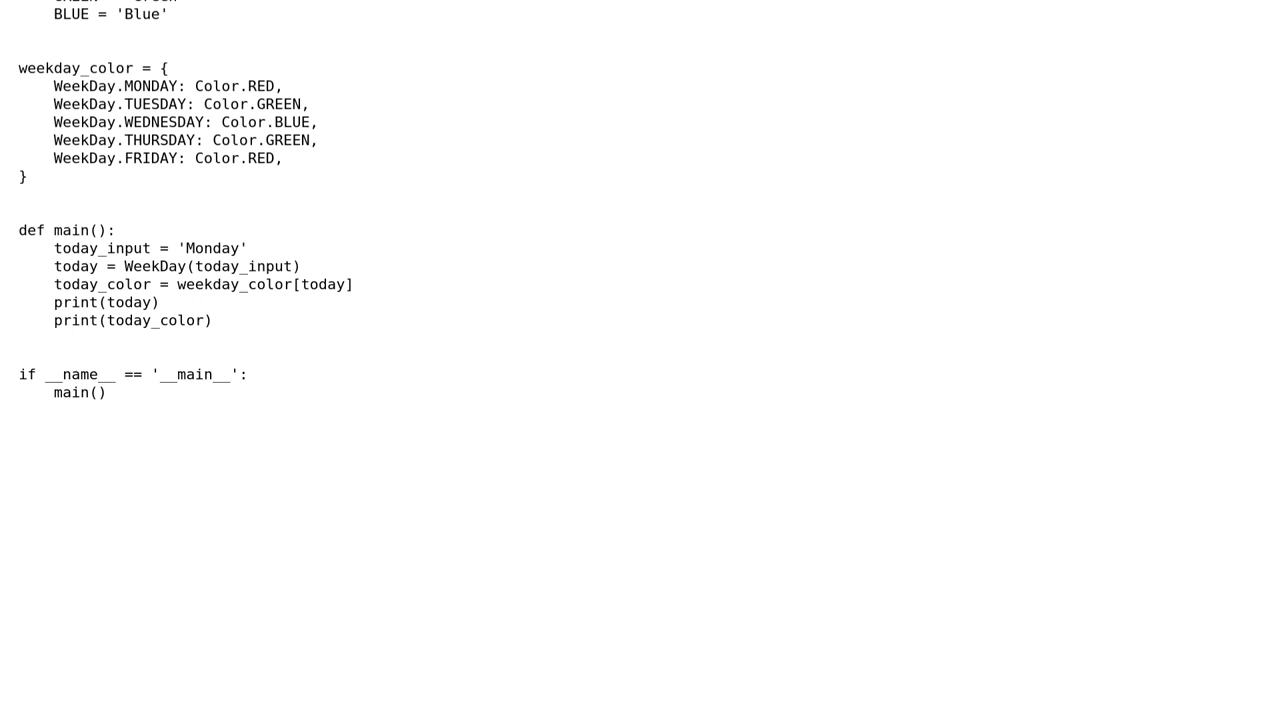 BLUE = 'Blue'
weekday_color = {
    WeekDay.MONDAY: Color.RED,
    WeekDay.TUESDAY: Color.GREEN,
    WeekDay.WEDNESDAY: Color.BLUE,
    WeekDay.THURSDAY: Color.GREEN,
    WeekDay.FRIDAY: Color.RED,
}
def main():
    today_input = 'Monday'
    today = WeekDay(today_input)
    today_color = weekday_color[today]
    print(today)
    print(today_color)
if __name__ == '__main__':
    main()